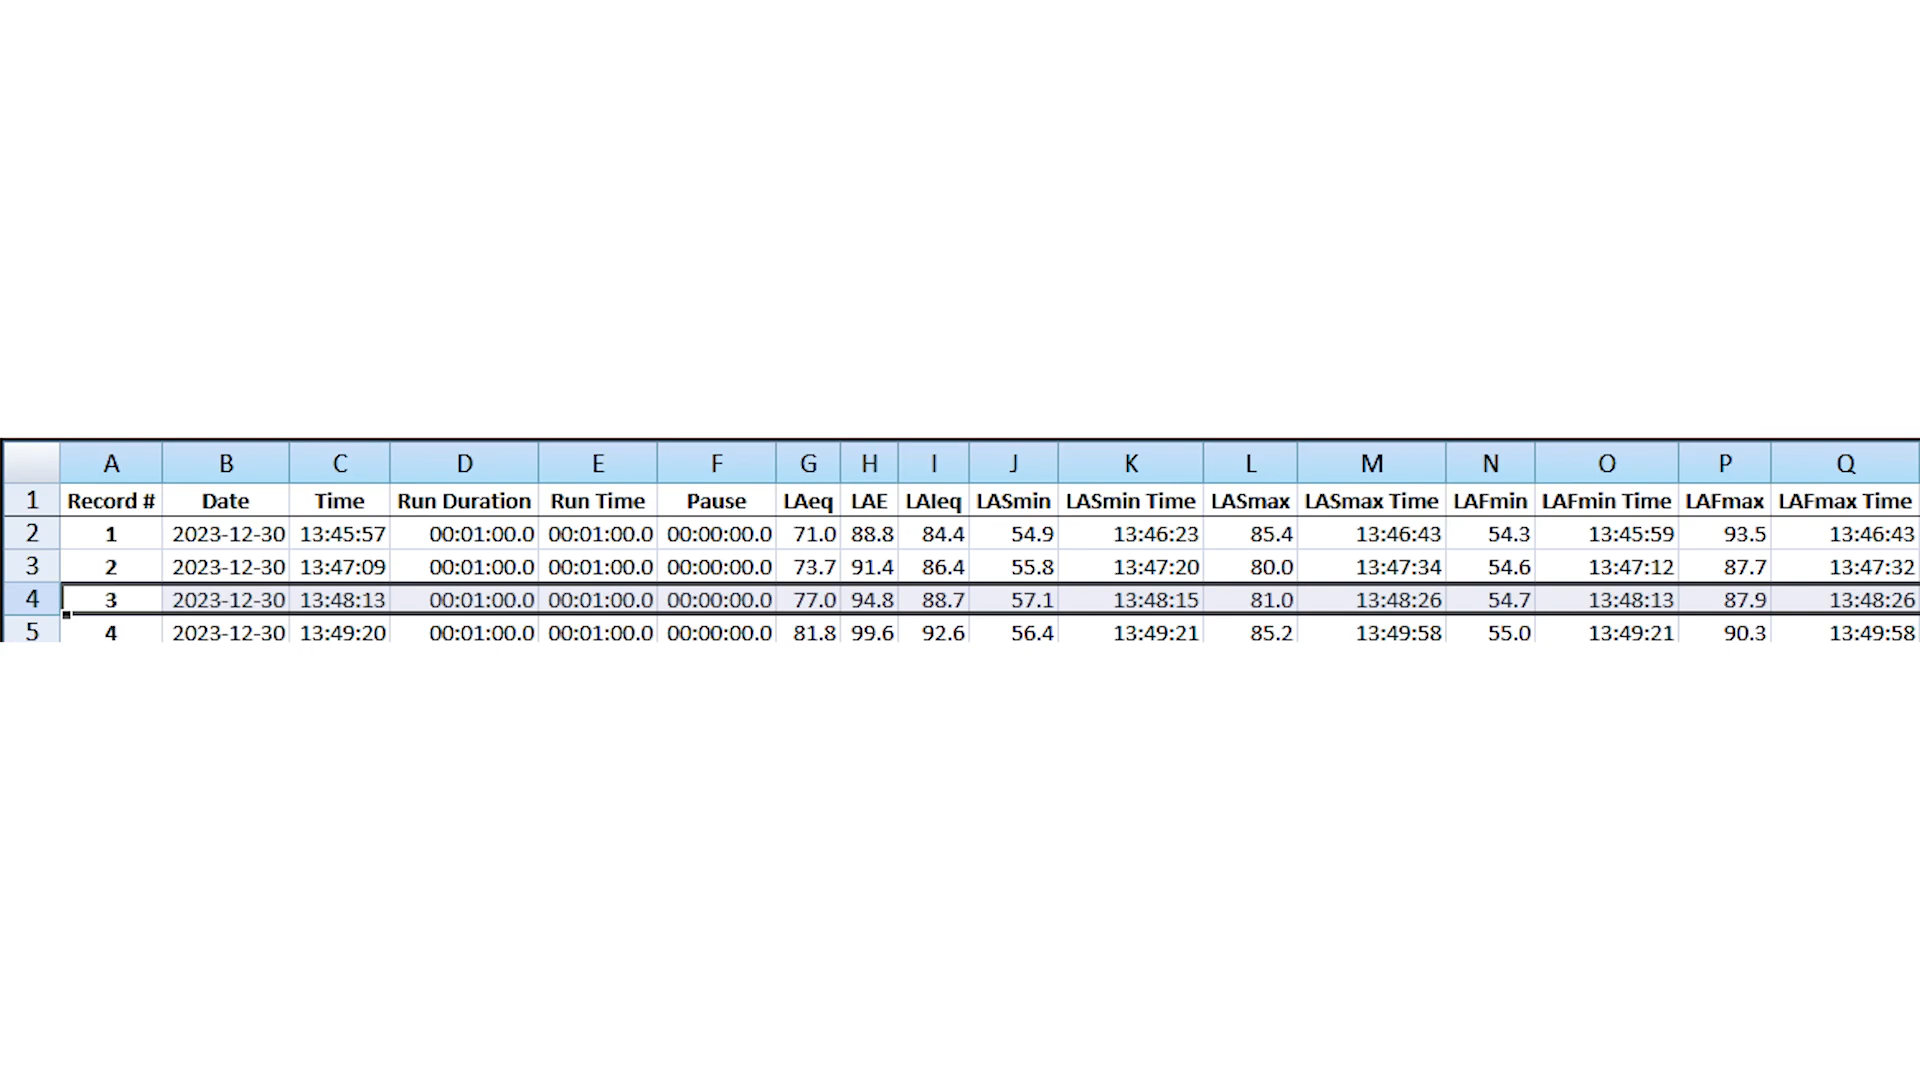 A B C D E F G H I J K L M N O P Q
1 Record # Date Time Run Duration Run Time Pause LAeq LAE LAIeq LASmin LASmin Time LASmax LASmax Time LAFmin LAFmin Time LAFmax LAFmax Time
2 1 2023-12-30 13:45:57 00:01:00.0 00:01:00.0 00:00:00.0 71.0 88.8 84.4 54.9 13:46:23 85.4 13:46:43 54.3 13:45:59 93.5 13:46:43
3 2 2023-12-30 13:47:09 00:01:00.0 00:01:00.0 00:00:00.0 73.7 91.4 86.4 55.8 13:47:20 80.0 13:47:34 54.6 13:47:12 87.7 13:47:32
4 3 2023-12-30 13:48:13 00:01:00.0 00:01:00.0 00:00:00.0 77.0 94.8 88.7 57.1 13:48:15 81.0 13:48:26 54.7 13:48:13 87.9 13:48:26
5 4 2023-12-30 13:49:20 00:01:00.0 00:01:00.0 00:00:00.0 81.8 99.6 92.6 56.4 13:49:21 85.2 13:49:58 55.0 13:49:21 90.3 13:49:58